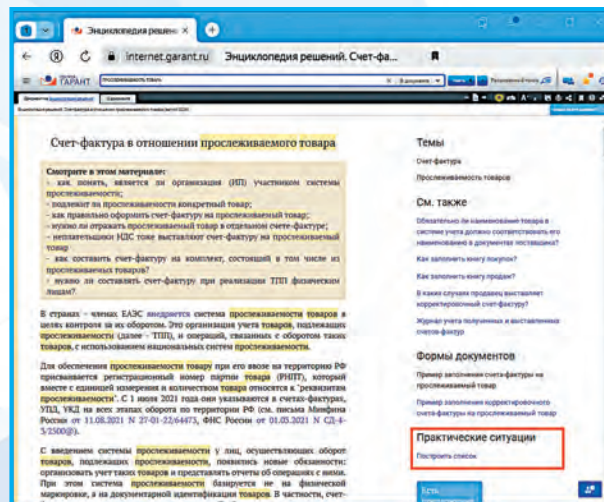 Энциклопедия решени
internet.garant.ru Энциклопедия решений. Счет-фа...
ГАРАНТ
Счет-фактура в отношении прослеживаемого товара
Смотрите в этом материале:
- как понять, является ли организация (ИП) участником системы
прослеживаемости;
- подлежит ли прослеживаемости конкретный товар;
- как правильно оформить счет-фактуру на прослеживаемый товар;
- нужно ли отражать прослеживаемый товар в отдельном счете-фактуре;
- неплательщики НДС тоже выставляют счет-фактуру на прослеживаемый
товар
- как составить счет-фактуру на комплект, состоящий в том числе из
прослеживаемых товаров?
- нужно ли составлять счет-фактуру при реализации ТПП физическим
лицам?
В странах - членах ЕАЭС внедряется система прослеживаемости товаров в
целях контроля за их оборотом. Это организация учета товаров, подлежащих
прослеживаемости (далее - ТПП), и операций, связанных с оборотом таких
товаров, с использованием национальных систем прослеживаемости.
Для обеспечения прослеживаемости товару при его ввозе на территорию РФ
присваивается регистрационный номер партии товара (РНПТ), который
вместе с единицей измерения и количеством товара относятся к "реквизитам
прослеживаемости". С 1 июля 2021 года они указываются в счетах-фактурах,
УПД, УКД на всех этапах оборота по территории РФ (см. письма Минфина
России от 11.08.2021 N 27-01-22/64473, ФНС России от 01.03.2021 N СД-4-
3/2500@).
С введением системы прослеживаемости у лиц, осуществляющих оборот
товаров, подлежащих прослеживаемости, появились новые обязанности:
организовать учет таких товаров и представлять отчеты об операциях с ними.
При этом система прослеживаемости базируется не на физической
маркировке, а на документарной идентификации товаров. В частности, счет-
Темы
Счет-фактура
Прослеживаемость товаров
См. также
Обязательно ли наименование товара в
системе учета должно соответствовать его
наименованию в документах поставщика?
Как заполнить книгу покупок?
Как заполнить книгу продаж?
В каких случаях продавец выставляет
корректировочный счет-фактуру?
Журнал учета полученных и выставленных
счетов-фактур
Формы документов
Пример заполнения счета-фактуры на
прослеживаемый товар
Пример заполнения корректировочного
счета-фактуры на прослеживаемый товар
Практические ситуации
Построить список
Есть